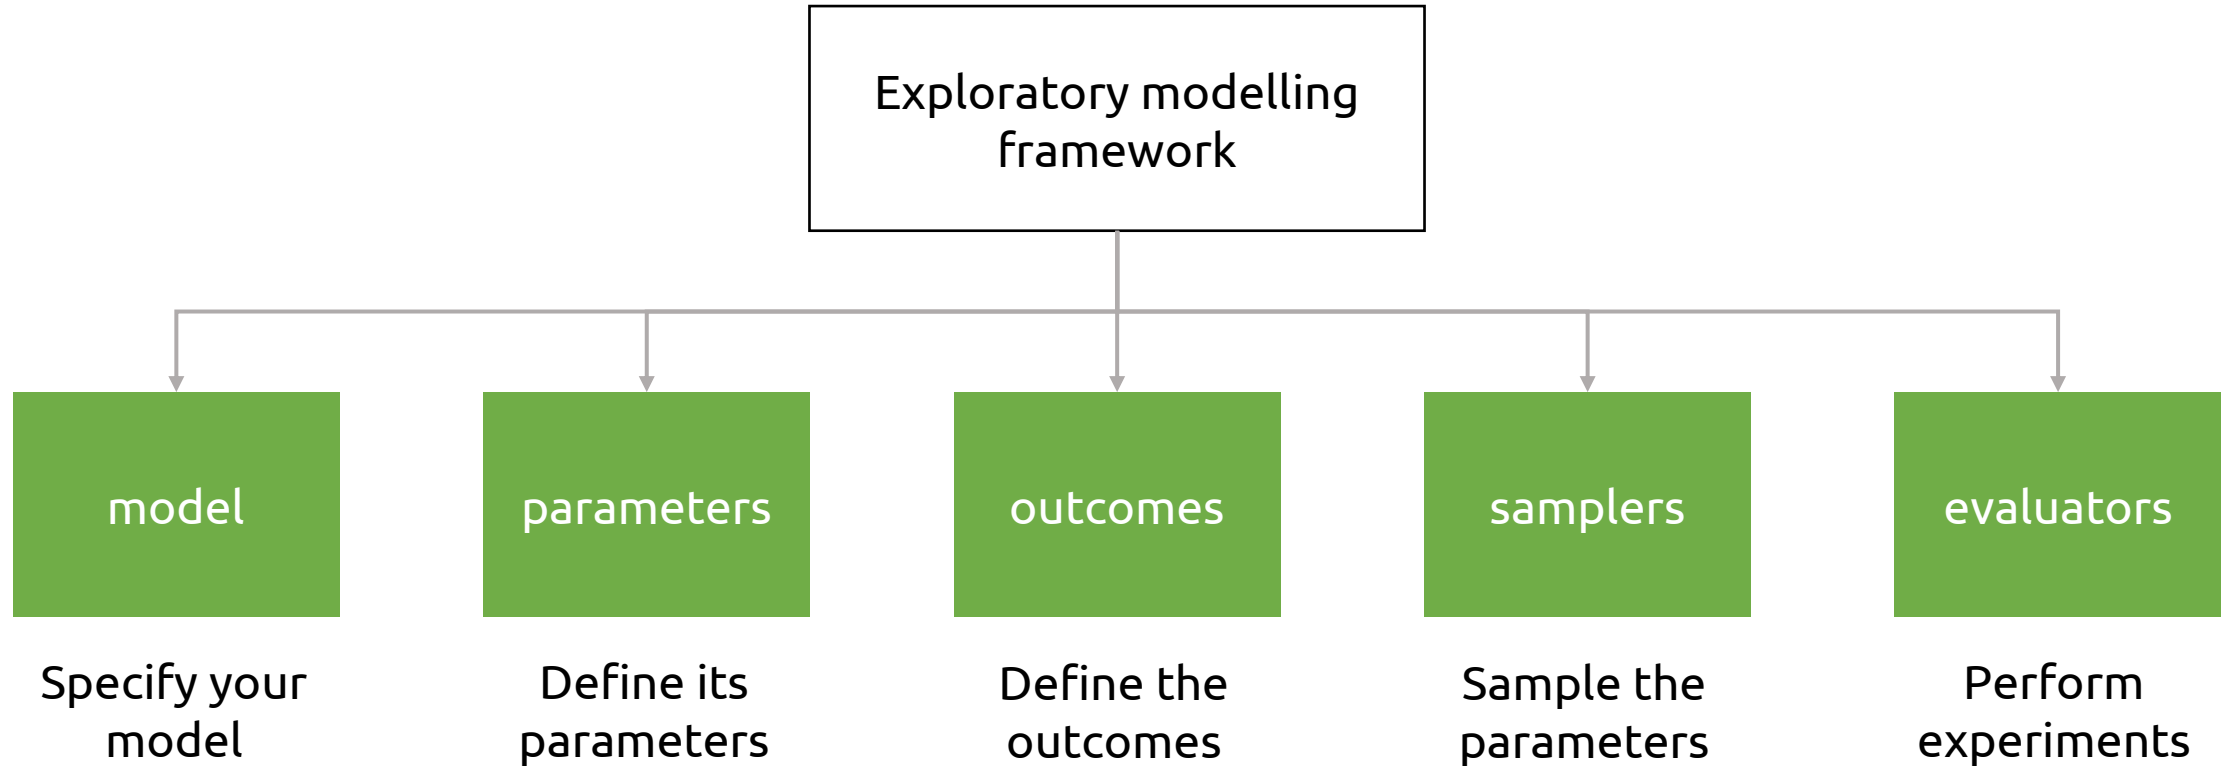 Exploratory modelling
framework
model
parameters
outcomes
samplers
evaluators
Specify your
model
Define its
parameters
Define the
outcomes
Sample the
parameters
Perform
experiments